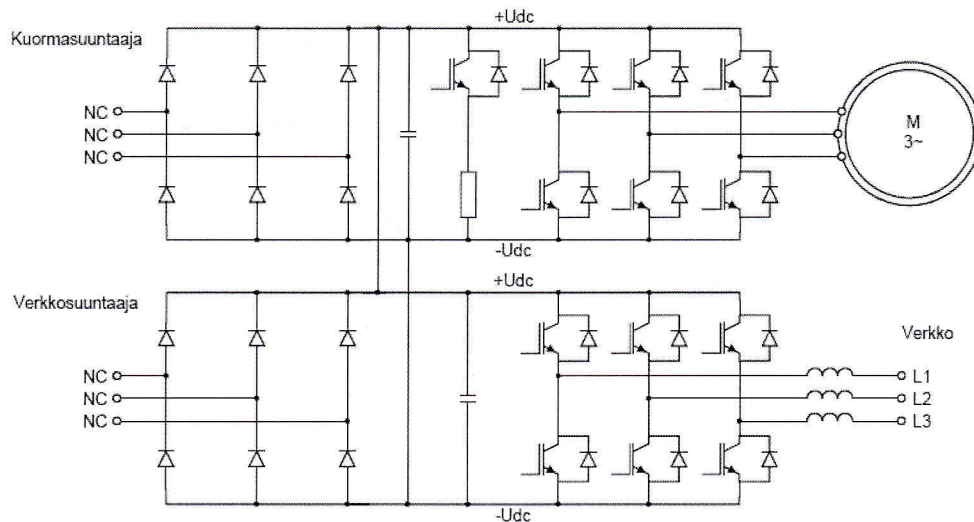 +Udc
Kuormasuuntaaja
NC
NC
NC
M
3~
-Udc
+Udc
Verkkosuuntaaja
Verkko
NC
NC
NC
L1
L2
L3
-Udc